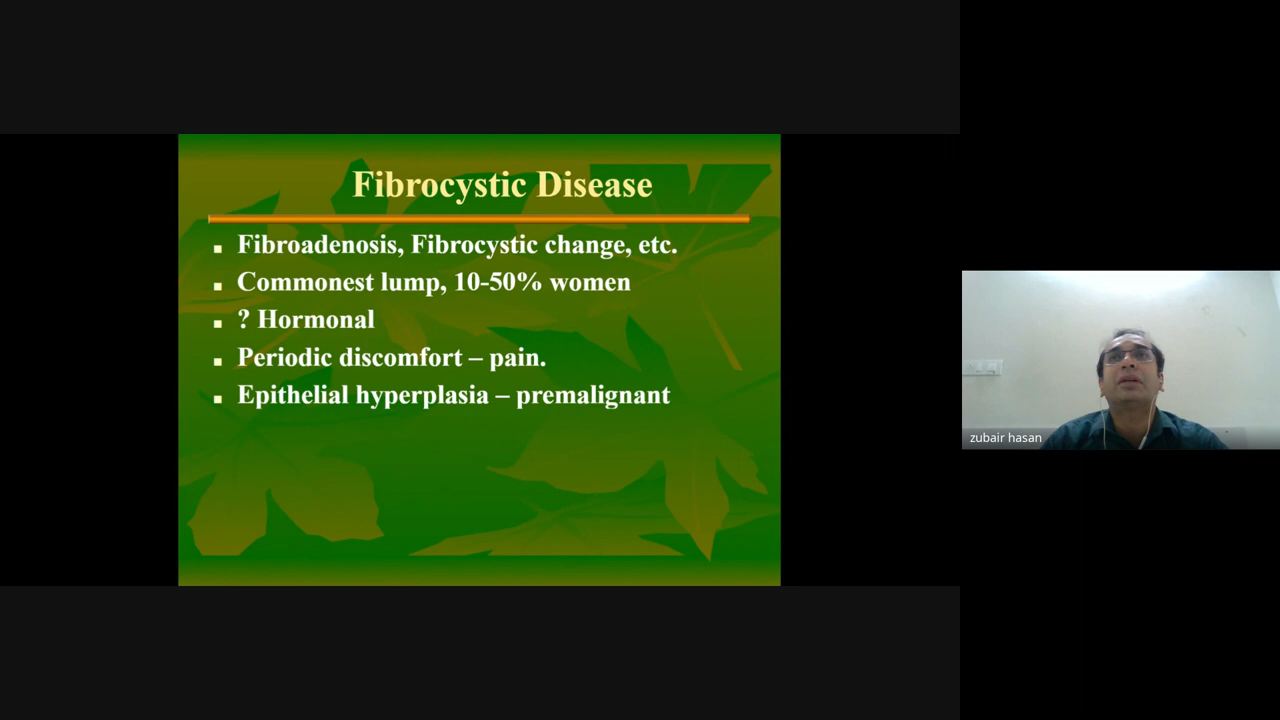 Fibrocystic Disease
Fibroadenosis, Fibrocystic change, etc.
Commonest lump, 10-50% women
? Hormonal
Periodic discomfort – pain.
Epithelial hyperplasia – premalignant
zubair hasan